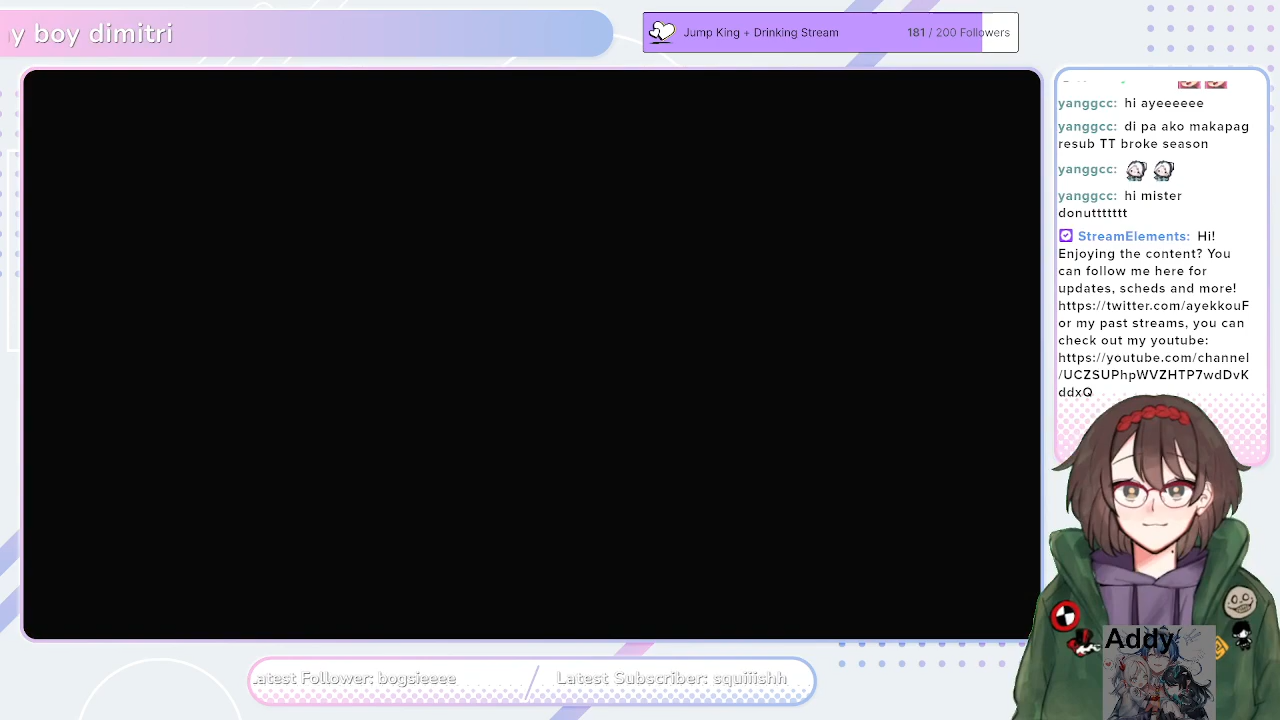 y boy dimitri
Jump King + Drinking Stream 181 / 200 Followers
yanggcc: hi ayeeeeee
yanggcc: di pa ako makapag
resub TT broke season
yanggcc:
yanggcc: hi mister
donuttttttt
StreamElements: Hi!
Enjoying the content? You
can follow me here for
updates, scheds and more!
https://twitter.com/ayekkouF
or my past streams, you can
check out my youtube:
https://youtube.com/channel
/UCZSUPhpWVZHTP7wdDvK
ddxQ
Addy
atest Follower: bogsieeee / Latest Subscriber: squiiishh